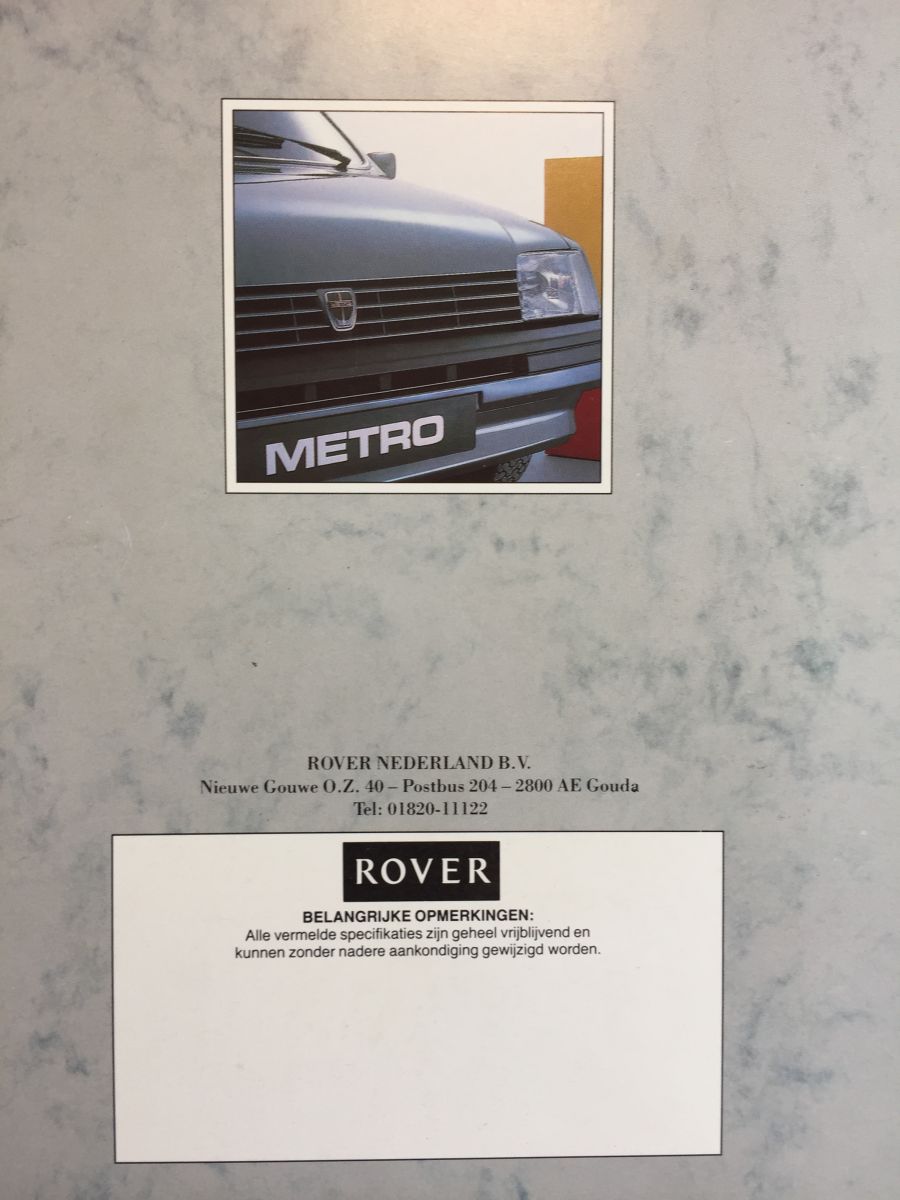 METRO
ROVER NEDERLAND B.V.
Nieuwe Gouwe O.Z. 40 – Postbus 204 – 2800 AE Gouda
Tel: 01820-11122
ROVER
BELANGRIJKE OPMERKINGEN:
Alle vermelde specifikaties zijn geheel vrijblijvend en
kunnen zonder nadere aankondiging gewijzigd worden.